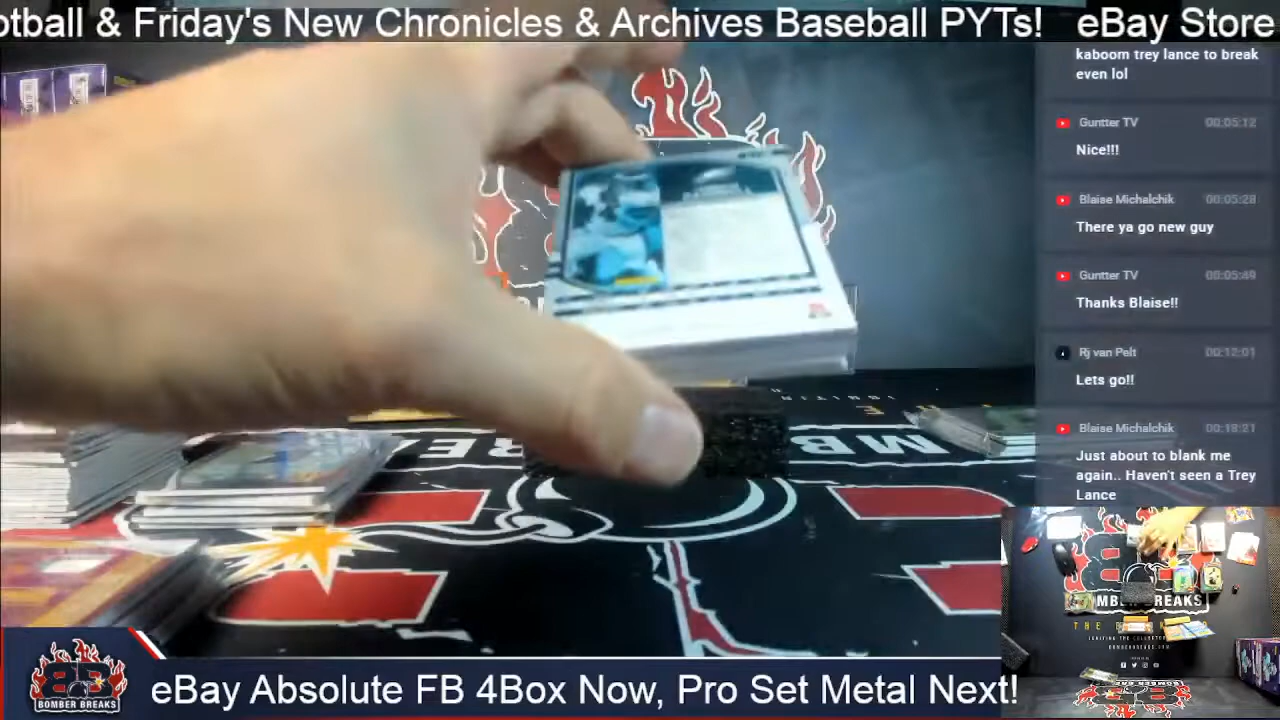 otball & Friday's New Chronicles & Archives Baseball PYTs! eBay Store
kaboom trey lance to break
even lol
Guntter TV 00:05:12
Nice!!!
Blaise Michalchik 00:05:28
There ya go new guy
Guntter TV 00:05:49
Thanks Blaise!!
Rj van Pelt 00:12:01
Lets go!!
Blaise Michalchik 00:18:21
Just about to blank me
again.. Haven't seen a Trey
Lance
MBER BREAKS
BOMBER BREAKS
eBay Absolute FB 4Box Now, Pro Set Metal Next!